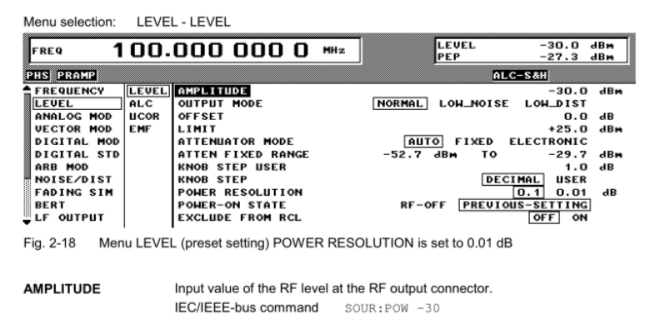 Menu selection: LEVEL - LEVEL
FREQ 100.000 000 0 MHz LEVEL -30.0 dBm
PEP -27.3 dBm
PHS PRAMP ALC-S&H
FREQUENCY LEVEL AMPLITUDE -30.0 dBm
LEVEL ALC OUTPUT MODE NORMAL LOW_NOISE LOW_DIST
ANALOG MOD UCOR OFFSET 0.0 dB
VECTOR MOD EMF LIMIT +25.0 dBm
DIGITAL MOD ATTENUATOR MODE AUTO FIXED ELECTRONIC
DIGITAL STD ATTEN FIXED RANGE -52.7 dBm TO -29.7 dBm
ARB MOD KNOB STEP USER 1.0 dB
NOISE/DIST KNOB STEP DECIMAL USER
FADING SIM POWER RESOLUTION 0.1 0.01 dB
BERT POWER-ON STATE RF-OFF PREVIOUS-SETTING
LF OUTPUT EXCLUDE FROM RCL OFF ON
Fig. 2-18 Menu LEVEL (preset setting) POWER RESOLUTION is set to 0.01 dB
AMPLITUDE Input value of the RF level at the RF output connector.
IEC/IEEE-bus command SOUR:POW -30